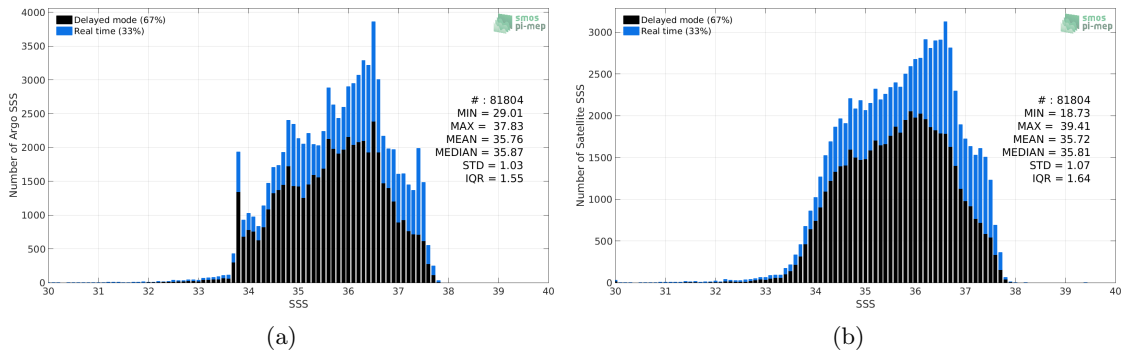 Delayed mode (67%)
Real time (33%)
smos
pi-mep
# : 81804
MIN = 29.01
MAX = 37.83
MEAN = 35.76
MEDIAN = 35.87
STD = 1.03
IQR = 1.55
Number of Argo SSS
4000
3500
3000
2500
2000
1500
1000
500
0
30 31 32 33 34 35 36 37 38 39 40
SSS
(a)
Delayed mode (67%)
Real time (33%)
smos
pi-mep
# : 81804
MIN = 18.73
MAX = 39.41
MEAN = 35.72
MEDIAN = 35.81
STD = 1.07
IQR = 1.64
Number of Satellite SSS
3000
2500
2000
1500
1000
500
0
30 31 32 33 34 35 36 37 38 39 40
SSS
(b)